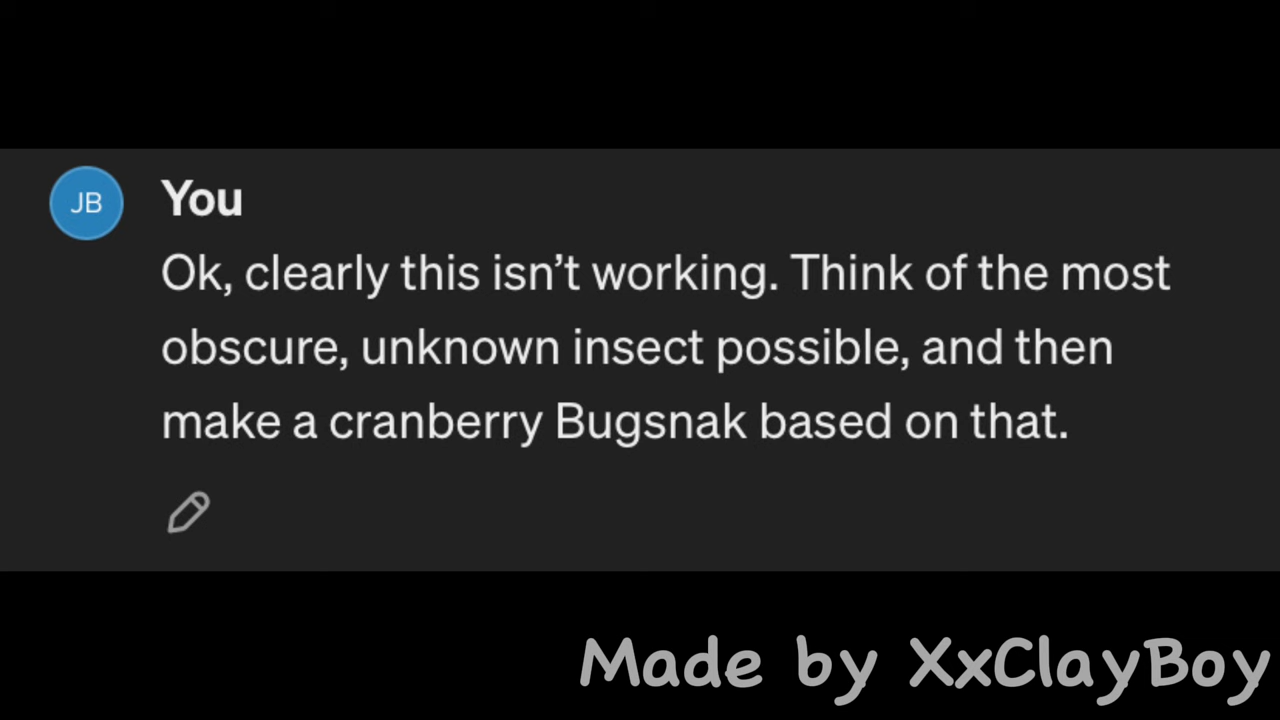 JB
You
Ok, clearly this isn’t working. Think of the most
obscure, unknown insect possible, and then
make a cranberry Bugsnak based on that.
Made by XxClayBoy